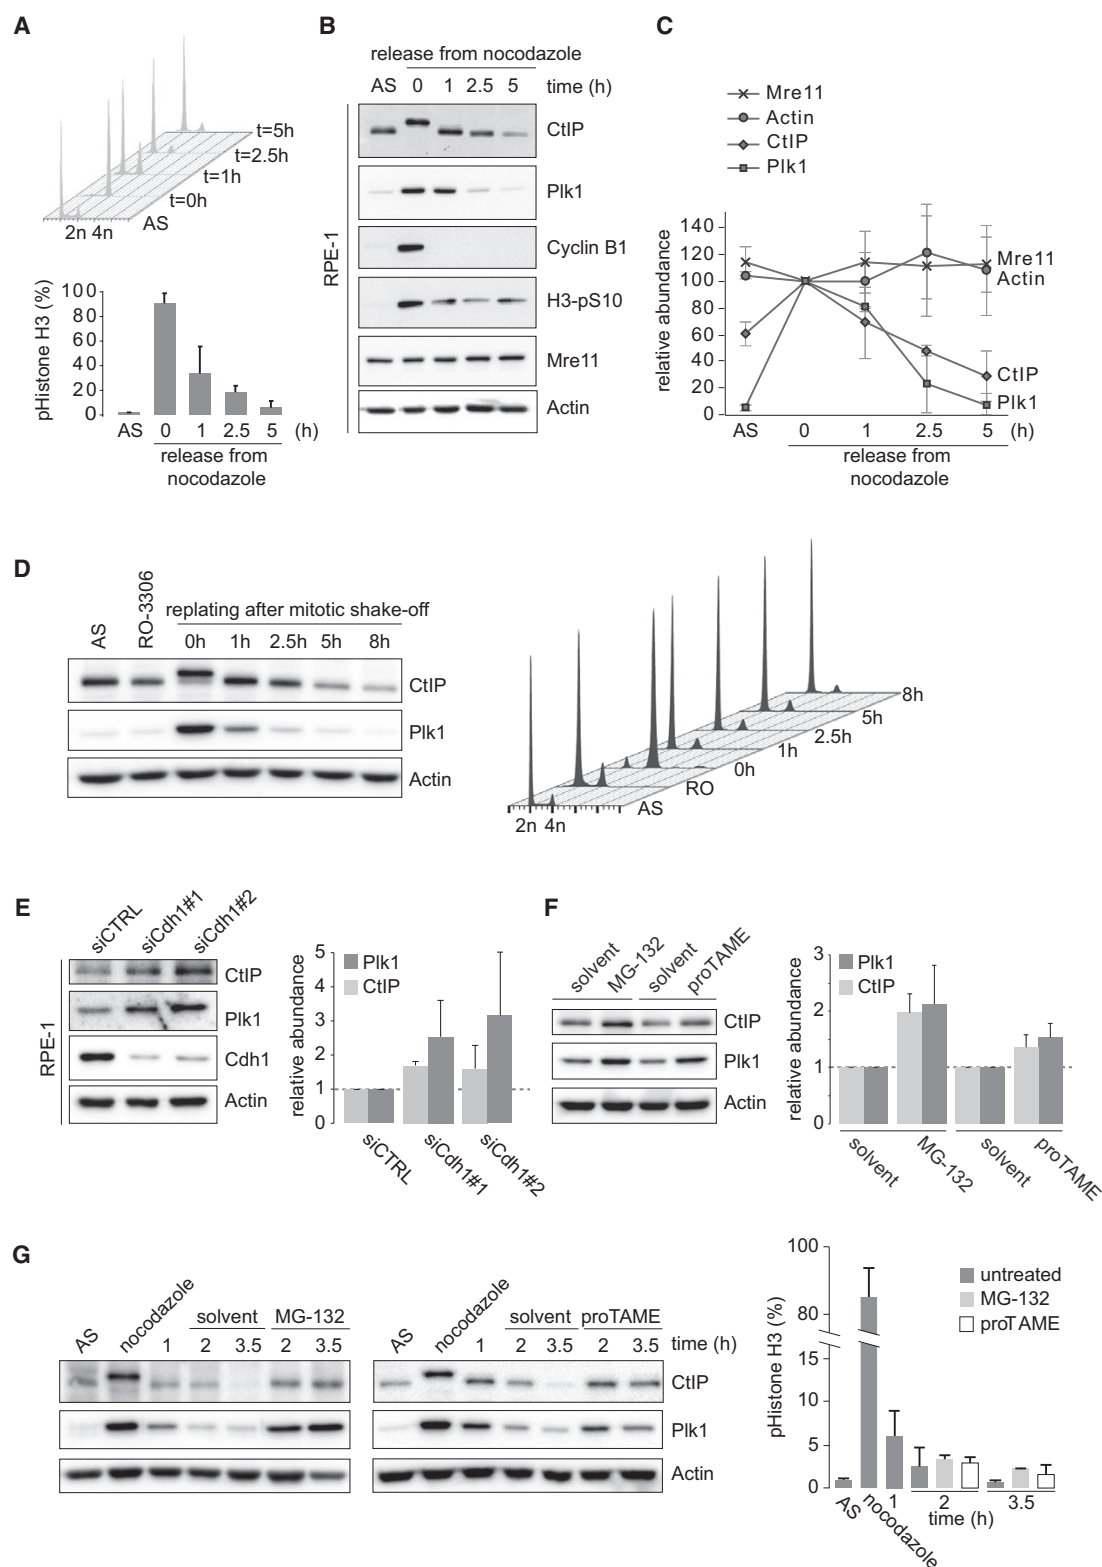 A
t=5h
t=2.5h
t=1h
t=0h
AS
2n 4n
pHistone H3 (%)
100
80
60
40
20
0
AS 0 1 2.5 5 (h)
release from
nocodazole
B
release from nocodazole
AS 0 1 2.5 5 time (h)
RPE-1
CtIP
Plk1
Cyclin B1
H3-pS10
Mre11
Actin
C
Mre11
Actin
CtIP
Plk1
relative abundance
140
120
100
80
60
40
20
0
Mre11
Actin
CtIP
Plk1
AS 0 1 2.5 5 (h)
release from
nocodazole
D
AS
RO-3306
replating after mitotic shake-off
0h 1h 2.5h 5h 8h
CtIP
Plk1
Actin
8h
5h
2.5h
1h
0h
RO
AS
2n 4n
E
siCTRL
siCdh1#1
siCdh1#2
RPE-1
CtIP
Plk1
Cdh1
Actin
relative abundance
5
4
3
2
1
0
Plk1
CtIP
siCTRL
siCdh1#1
siCdh1#2
F
solvent
MG-132
solvent
proTAME
CtIP
Plk1
Actin
relative abundance
3
2
1
0
Plk1
CtIP
solvent
MG-132
solvent
proTAME
G
AS
nocodazole
solvent MG-132
1 2 3.5 2 3.5
AS
nocodazole
solvent proTAME
1 2 3.5 2 3.5 time (h)
CtIP
Plk1
Actin
pHistone H3 (%)
100
80
15
10
5
0
untreated
MG-132
proTAME
AS
nocodazole
1 2 3.5
time (h)